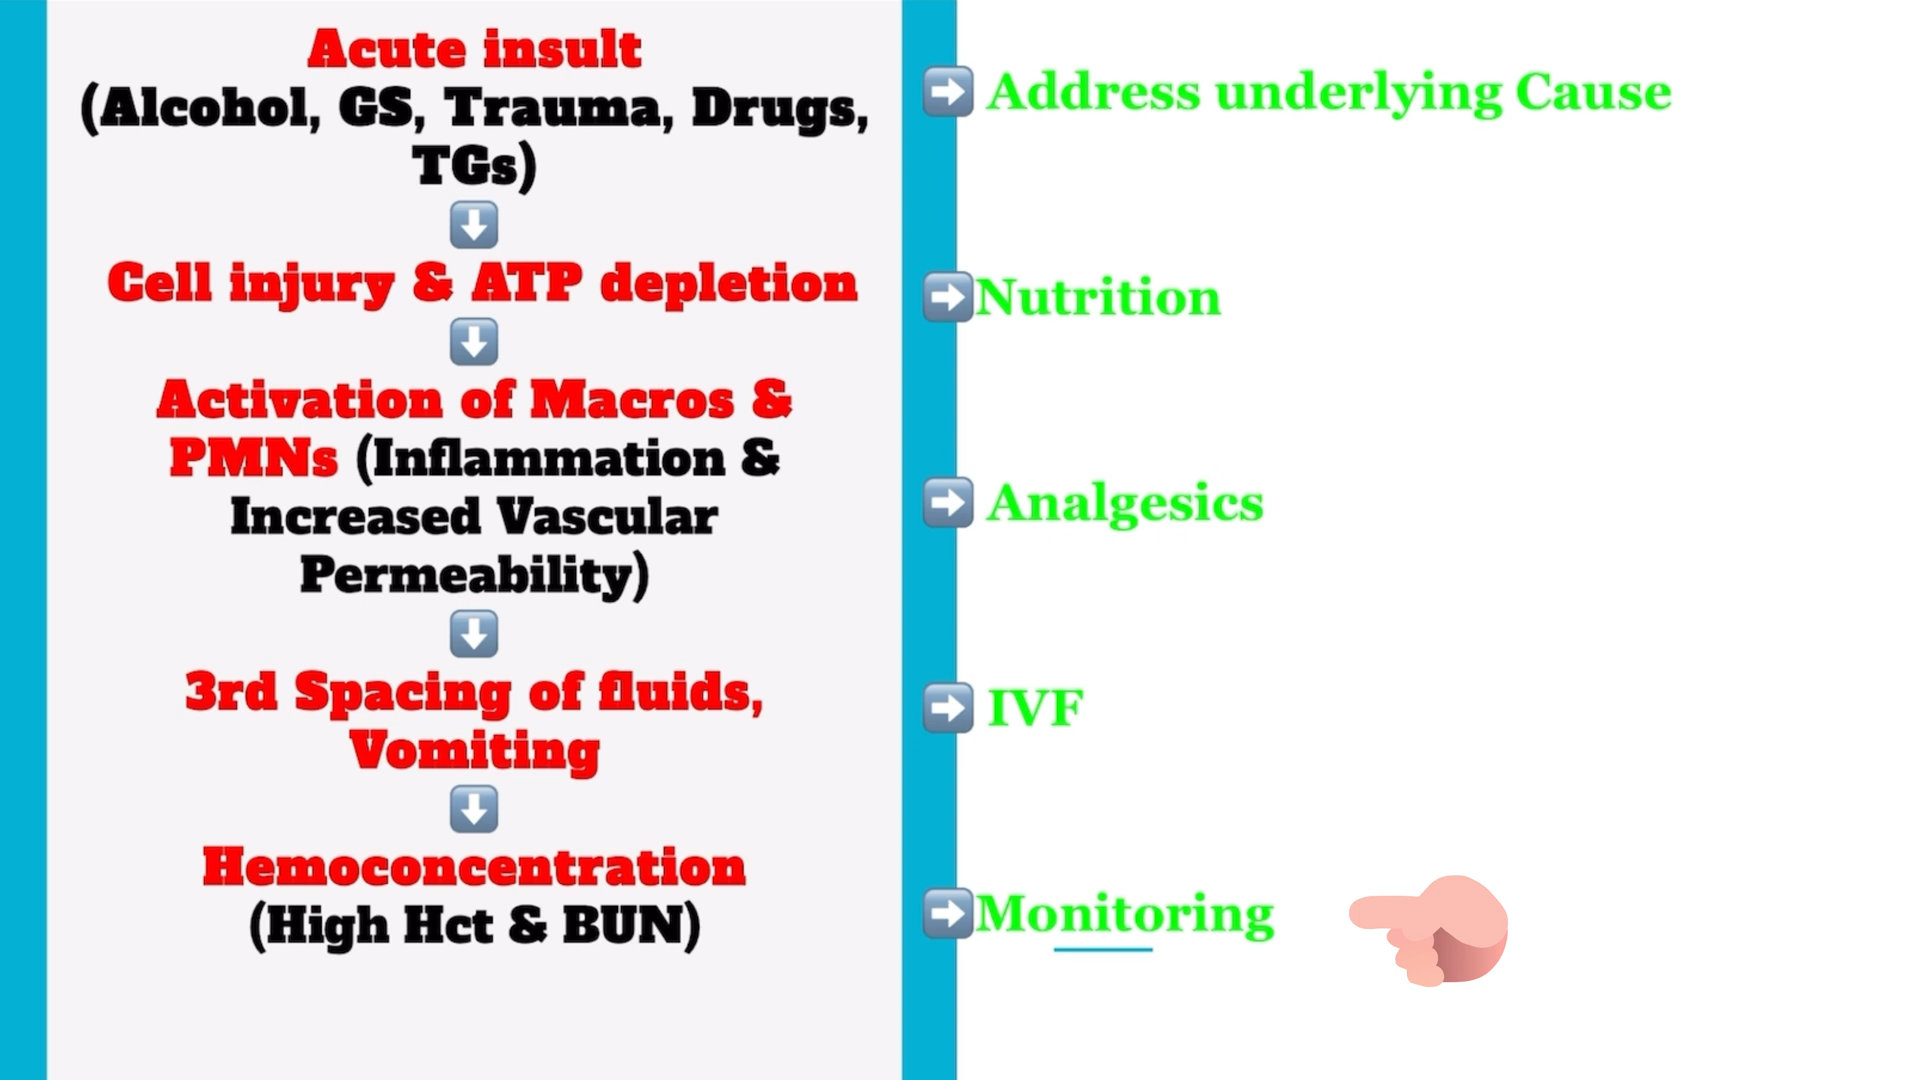 Acute insult
(Alcohol, GS, Trauma, Drugs,
TGs)
Cell injury & ATP depletion
Activation of Macros &
PMNs (Inflammation &
Increased Vascular
Permeability)
3rd Spacing of fluids,
Vomiting
Hemoconcentration
(High Hct & BUN)
Address underlying Cause
Nutrition
Analgesics
IVF
Monitoring